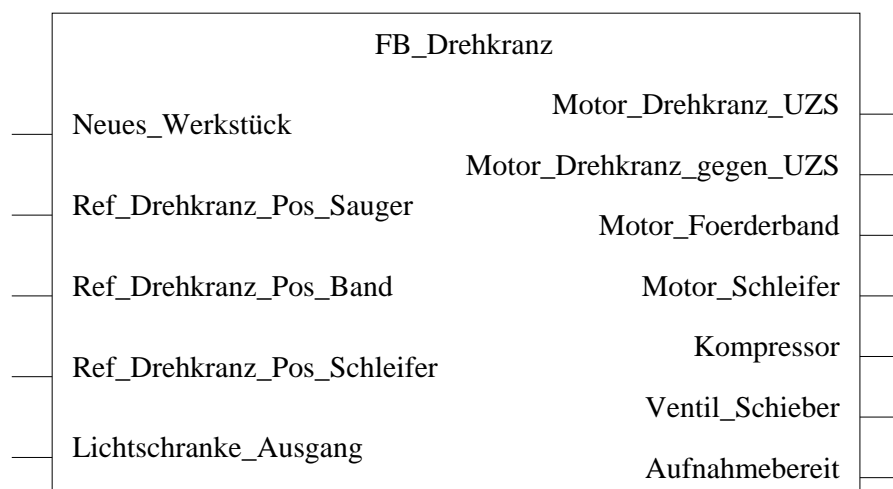 FB_Drehkranz
Neues_Werkstück
Ref_Drehkranz_Pos_Sauger
Ref_Drehkranz_Pos_Band
Ref_Drehkranz_Pos_Schleifer
Lichtschranke_Ausgang
Motor_Drehkranz_UZS
Motor_Drehkranz_gegen_UZS
Motor_Foerderband
Motor_Schleifer
Kompressor
Ventil_Schieber
Aufnahmebereit